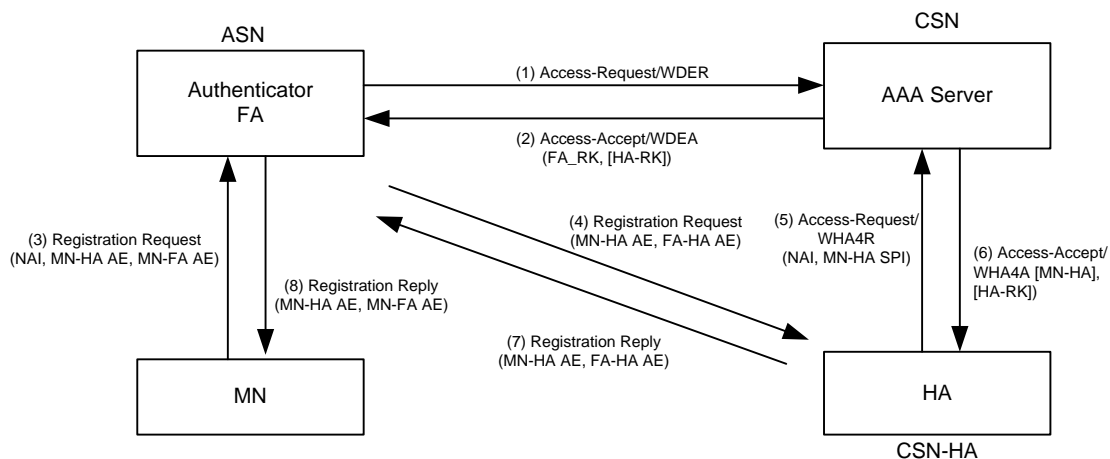 ASN
CSN
Authenticator
FA
(1) Access-Request/WDER
AAA Server
(2) Access-Accept/WDEA
(FA_RK, [HA-RK])
(3) Registration Request
(NAI, MN-HA AE, MN-FA AE)
(8) Registration Reply
(MN-HA AE, MN-FA AE)
(4) Registration Request
(MN-HA AE, FA-HA AE)
(5) Access-Request/
WHA4R
(NAI, MN-HA SPI)
(6) Access-Accept/
WHA4A [MN-HA],
[HA-RK])
(7) Registration Reply
(MN-HA AE, FA-HA AE)
MN
HA
CSN-HA